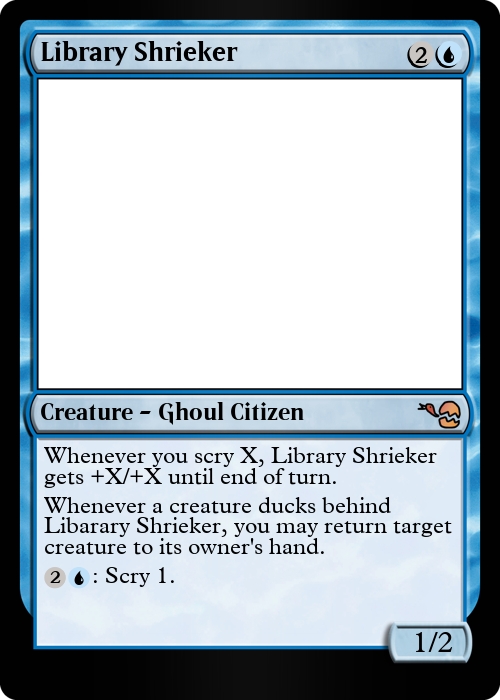 Library Shrieker 2
Creature – Ghoul Citizen
Whenever you scry X, Library Shrieker
gets +X/+X until end of turn.
Whenever a creature ducks behind
Libarary Shrieker, you may return target
creature to its owner's hand.
2 : Scry 1.
1/2